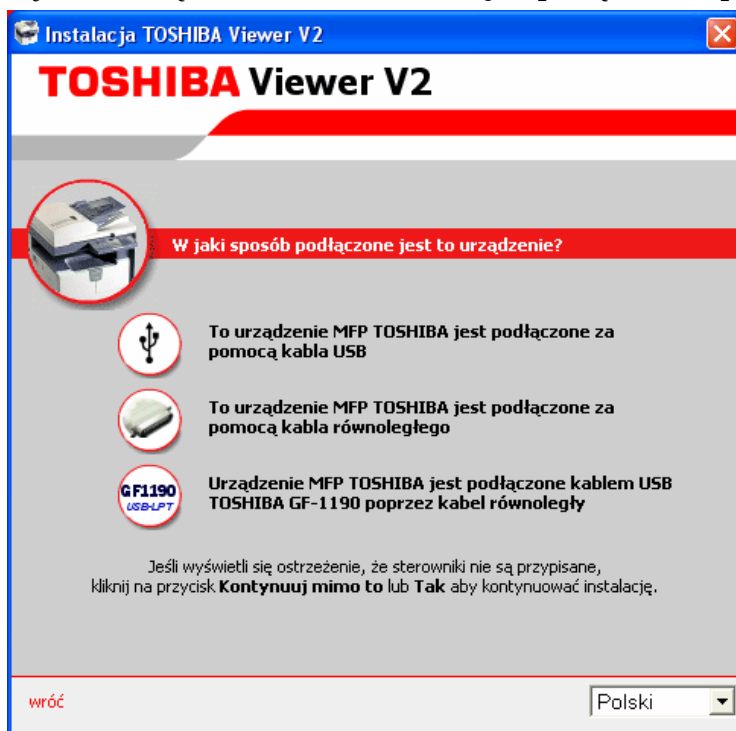 Instalacja TOSHIBA Viewer V2
TOSHIBA Viewer V2
W jaki sposób podłączone jest to urządzenie?
To urządzenie MFP TOSHIBA jest podłączone za
pomocą kabla USB
To urządzenie MFP TOSHIBA jest podłączone za
pomocą kabla równoległego
GF1190
USB-LPT
Urządzenie MFP TOSHIBA jest podłączone kablem USB
TOSHIBA GF-1190 poprzez kabel równoległy
Jeśli wyświetli się ostrzeżenie, że sterowniki nie są przypisane,
kliknij na przycisk Kontynuuj mimo to lub Tak aby kontynuować instalację.
wróć
Polski